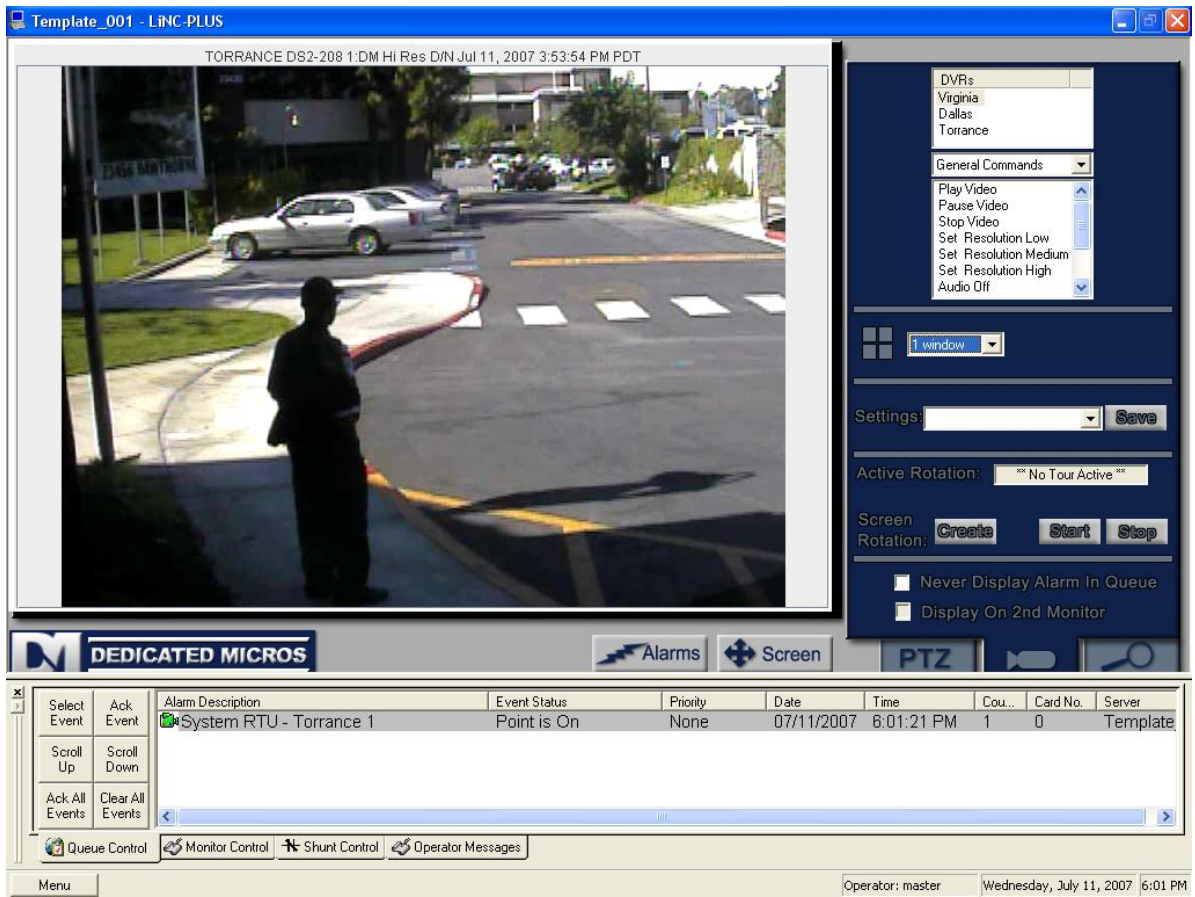 Template_001 - LiNC-PLUS
TORRANCE DS2-208 1:DM Hi Res D/N Jul 11, 2007 3:53:54 PM PDT
DVRs
Virginia
Dallas
Torrance
General Commands
Play Video
Pause Video
Stop Video
Set Resolution Low
Set Resolution Medium
Set Resolution High
Audio Off
1 window
Settings:
Save
Active Rotation:
** No Tour Active **
Screen Rotation:
Create
Start
Stop
Never Display Alarm In Queue
Display On 2nd Monitor
DEDICATED MICROS
Alarms
Screen
PTZ
Select Event
Ack Event
Scroll Up
Scroll Down
Ack All Events
Clear All Events
Alarm Description Event Status Priority Date Time Cou... Card No. Server
System RTU - Torrance 1 Point is On None 07/11/2007 6:01:21 PM 1 0 Template
Queue Control
Monitor Control
Shunt Control
Operator Messages
Menu
Operator: master
Wednesday, July 11, 2007
6:01 PM